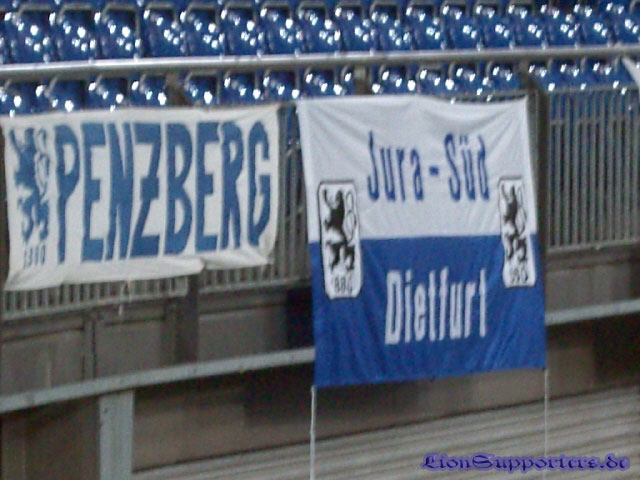 PENZBERG
1860
Jura-Süd
Dietfurt
1860
1860
LionSupporters.de